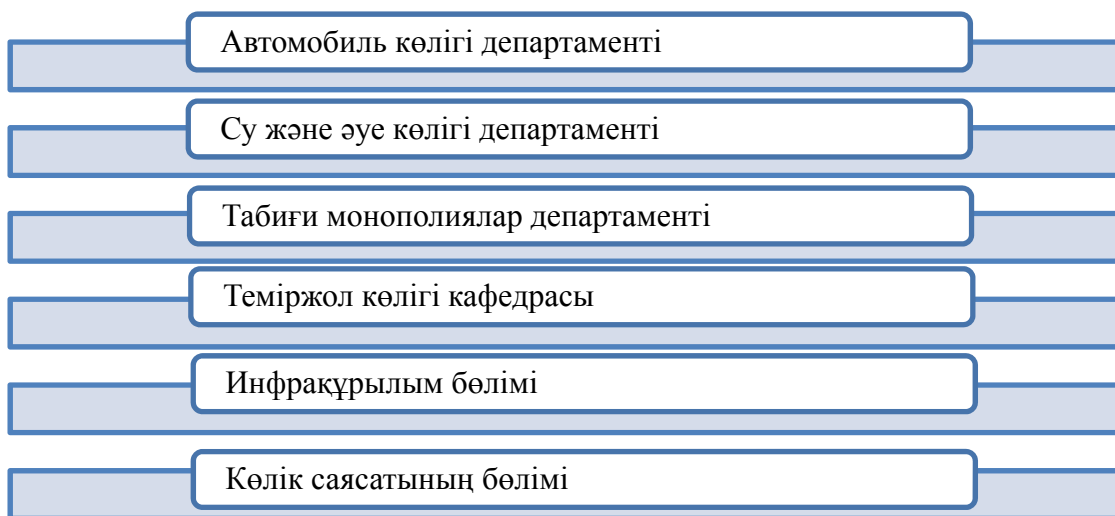 Автомобиль көлігі департаменті
Су және әуе көлігі департаменті
Табиғи монополиялар департаменті
Теміржол көлігі кафедрасы
Инфрақұрылым бөлімі
Көлік саясатының бөлімі